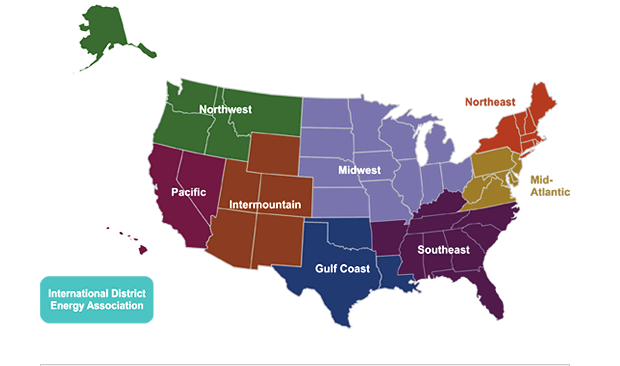 Northeast
Northwest
Midwest
Mid-
Atlantic
Pacific
Intermountain
Southeast
Gulf Coast
International District
Energy Association